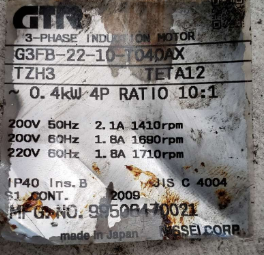 GTR
3-PHASE INDUCTION MOTOR
G3FB-22-10-T040AX
TZH3 TETA12
~ 0.4kW 4P RATIO 10:1
200V 50Hz 2.1A 1410rpm
200V 60Hz 1.8A 1690rpm
220V 60Hz 1.8A 1710rpm
IP40 Ins.B JIS C 4004
S1 CONT. 2009
MFG. NO. 99508470021
made in Japan